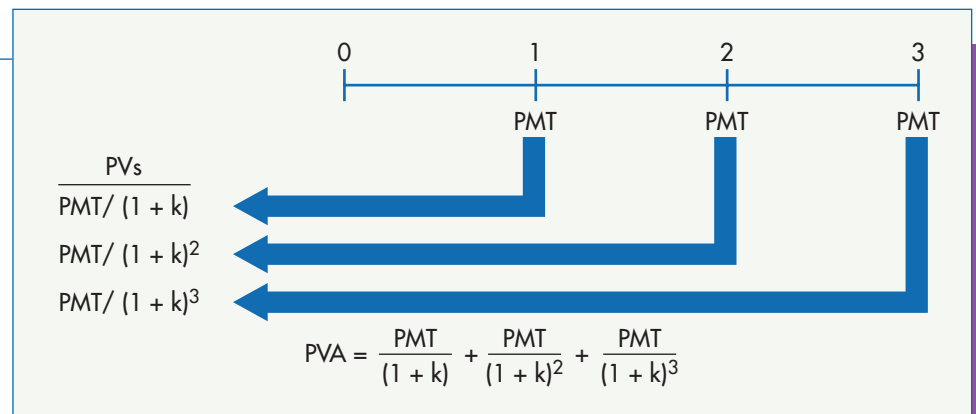 0 1 2 3
PMT PMT PMT
PVs
PMT/ (1 + k)
PMT/ (1 + k)²
PMT/ (1 + k)³
PVA = PMT/(1 + k) + PMT/(1 + k)² + PMT/(1 + k)³